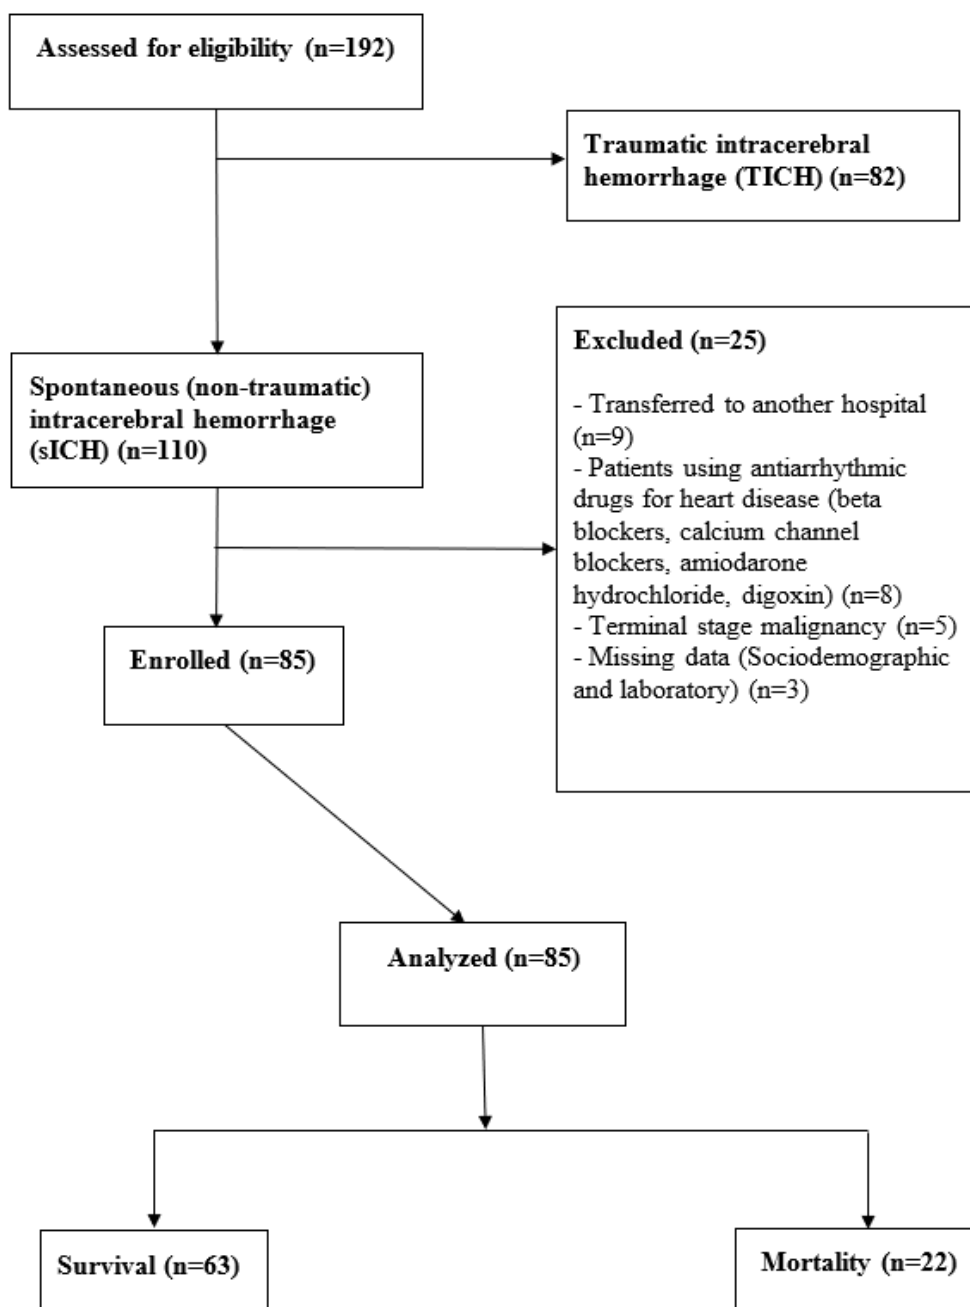 Assessed for eligibility (n=192)
Traumatic intracerebral
hemorrhage (TICH) (n=82)
Excluded (n=25)
- Transferred to another hospital
(n=9)
- Patients using antiarrhythmic
drugs for heart disease (beta
blockers, calcium channel
blockers, amiodarone
hydrochloride, digoxin) (n=8)
- Terminal stage malignancy (n=5)
- Missing data (Sociodemographic
and laboratory) (n=3)
Spontaneous (non-traumatic)
intracerebral hemorrhage
(sICH) (n=110)
Enrolled (n=85)
Analyzed (n=85)
Survival (n=63)
Mortality (n=22)